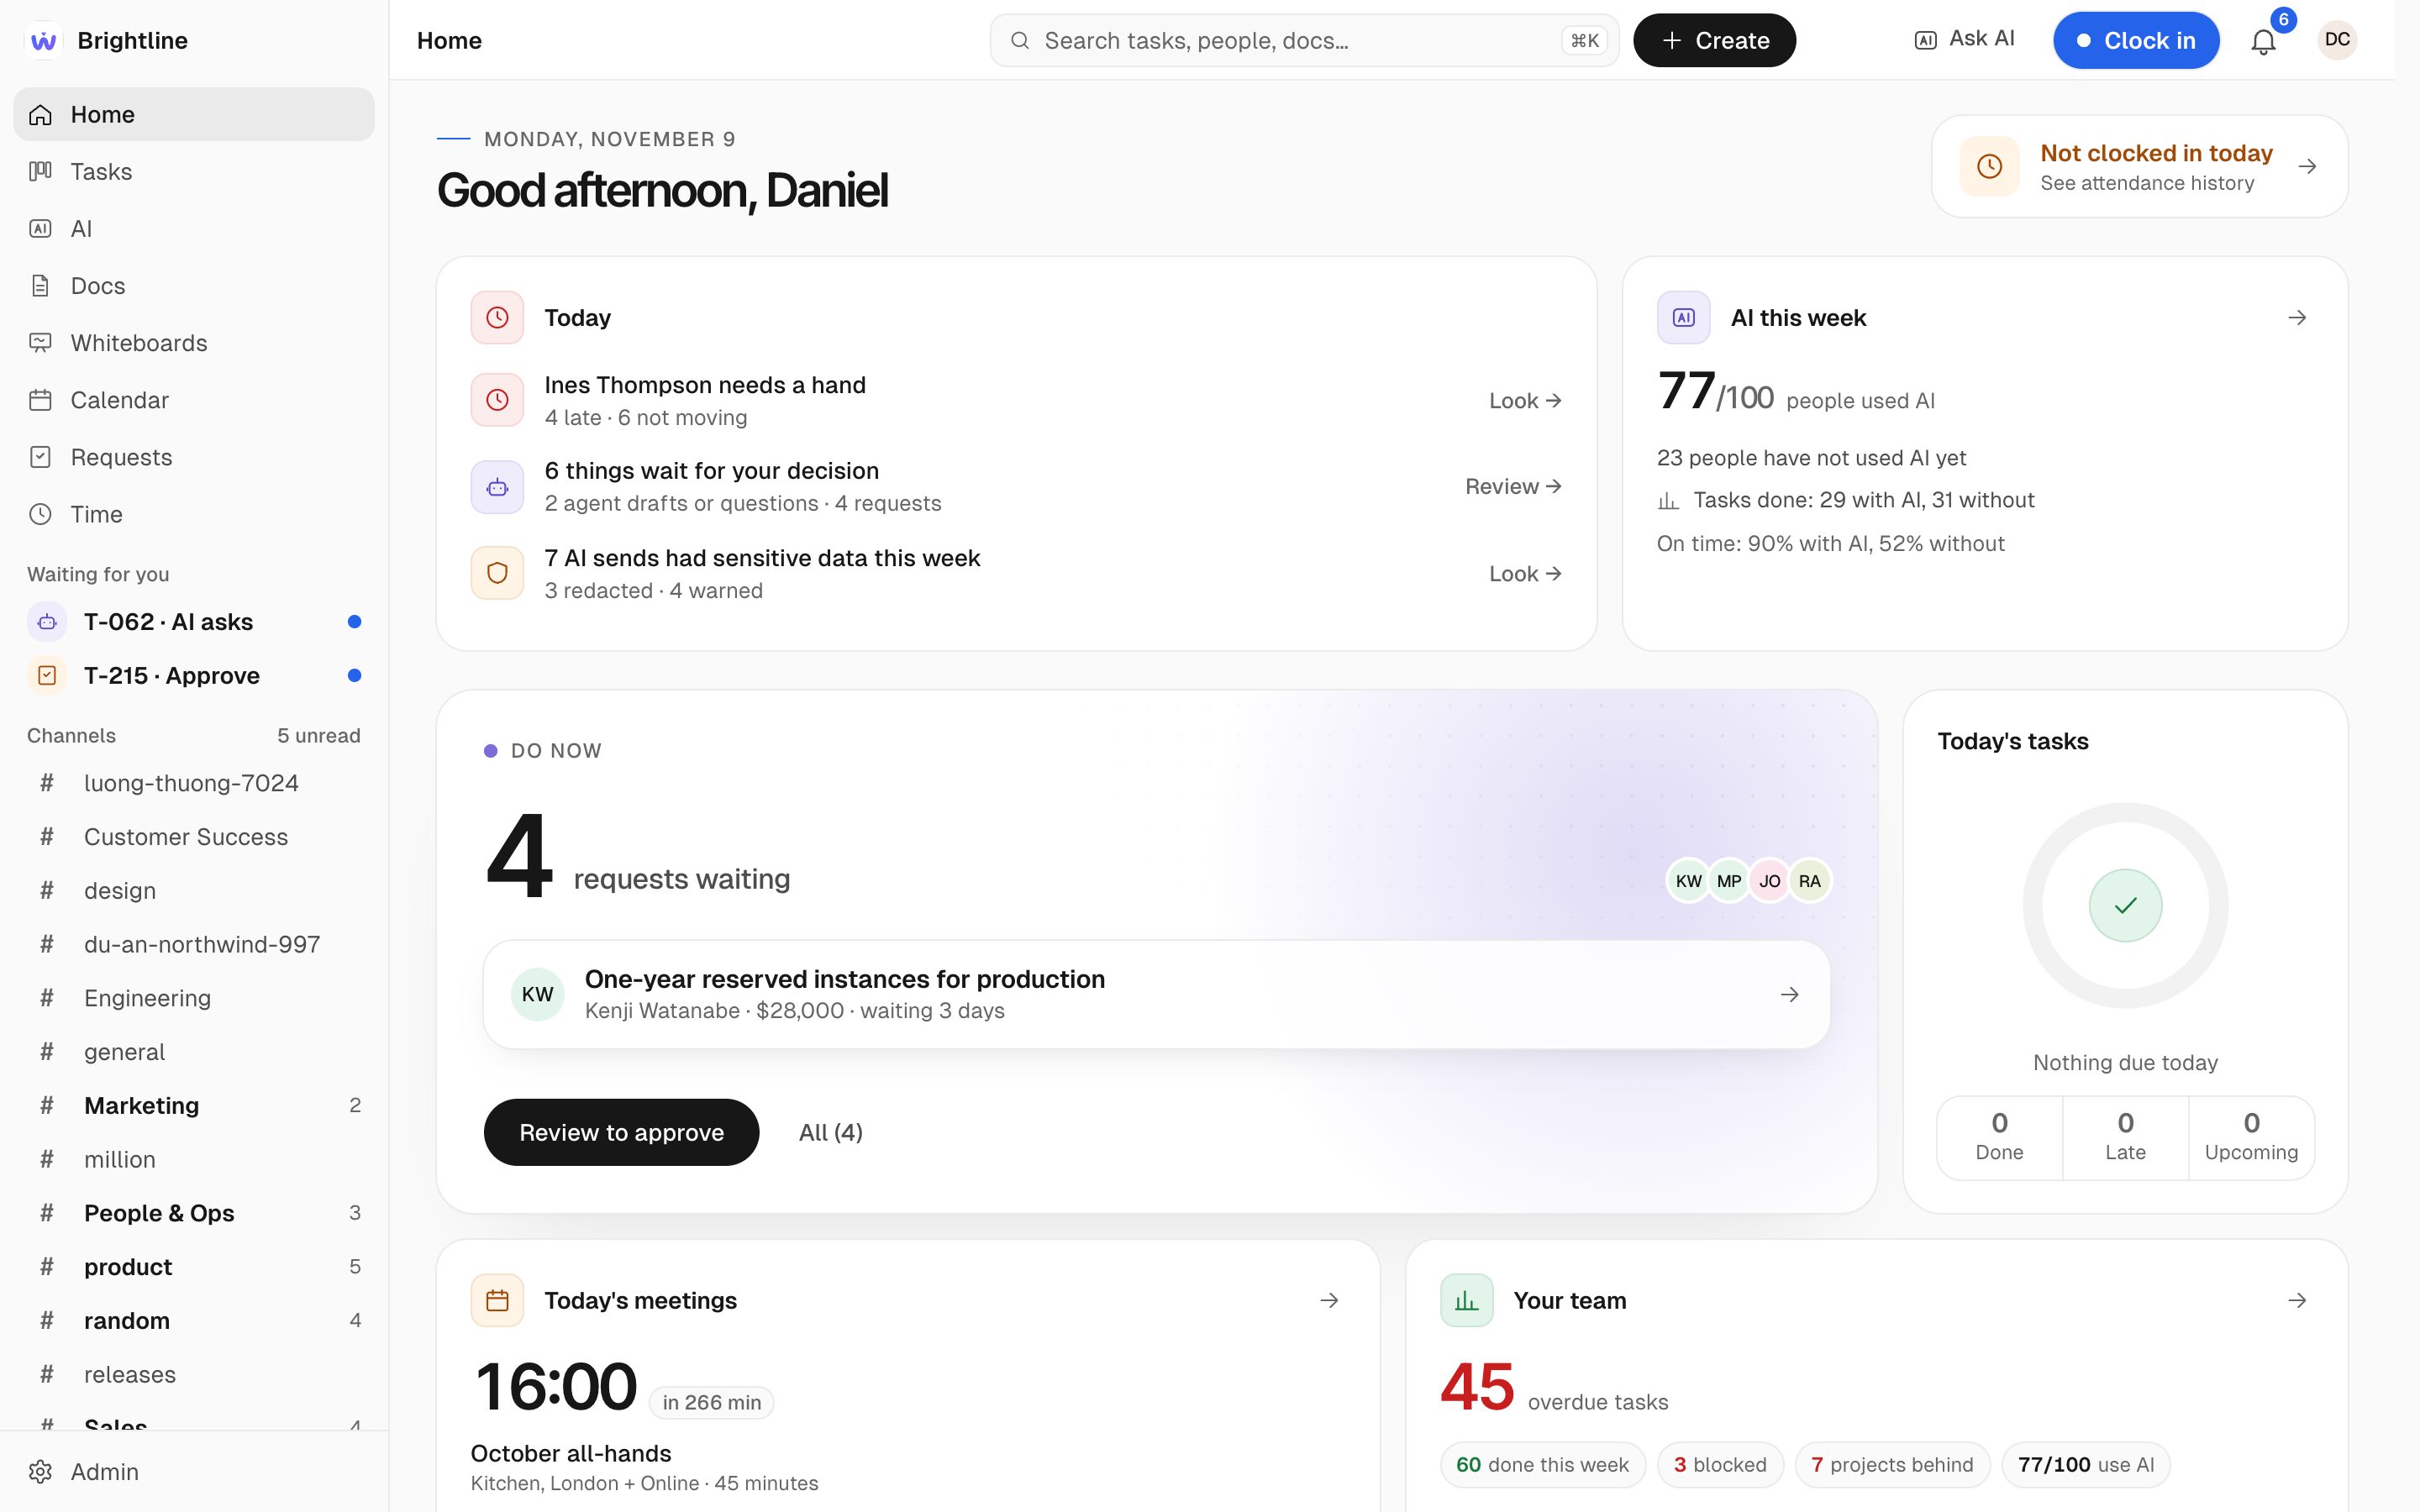 Brightline
Home
Tasks
AI
Docs
Whiteboards
Calendar
Requests
Time
Waiting for you
T-062 · AI asks
T-215 · Approve
Channels 5 unread
# luong-thuong-7024
# Customer Success
# design
# du-an-northwind-997
# Engineering
# general
# Marketing 2
# million
# People & Ops 3
# product 5
# random 4
# releases
# Sales 4
Admin
Home
Search tasks, people, docs... ⌘K
+ Create
AI Ask AI
Clock in
6
DC
MONDAY, NOVEMBER 9
Good afternoon, Daniel
Not clocked in today
See attendance history
Today
Ines Thompson needs a hand
4 late · 6 not moving
Look →
6 things wait for your decision
2 agent drafts or questions · 4 requests
Review →
7 AI sends had sensitive data this week
3 redacted · 4 warned
Look →
AI AI this week
77/100 people used AI
23 people have not used AI yet
Tasks done: 29 with AI, 31 without
On time: 90% with AI, 52% without
DO NOW
4 requests waiting
KW MP JO RA
KW
One-year reserved instances for production
Kenji Watanabe · $28,000 · waiting 3 days
Review to approve
All (4)
Today's tasks
Nothing due today
0 Done
0 Late
0 Upcoming
Today's meetings
16:00 in 266 min
October all-hands
Kitchen, London + Online · 45 minutes
Your team
45 overdue tasks
60 done this week
3 blocked
7 projects behind
77/100 use AI